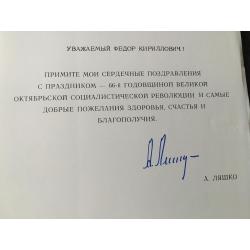 УВАЖАЕМЫЙ ФЕДОР КИРИЛЛОВИЧ!
ПРИМИТЕ МОИ СЕРДЕЧНЫЕ ПОЗДРАВЛЕНИЯ
С ПРАЗДНИКОМ — 66-й ГОДОВЩИНОЙ ВЕЛИКОЙ
ОКТЯБРЬСКОЙ СОЦИАЛИСТИЧЕСКОЙ РЕВОЛЮЦИИ И САМЫЕ
ДОБРЫЕ ПОЖЕЛАНИЯ ЗДОРОВЬЯ, СЧАСТЬЯ И
БЛАГОПОЛУЧИЯ.
А. ЛЯШКО